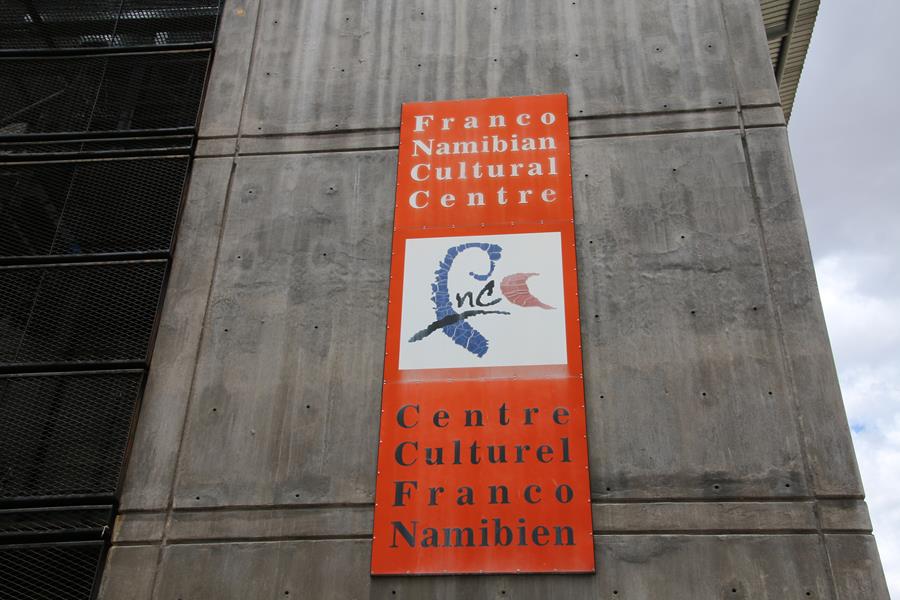 Franco
Namibian
Cultural
Centre
fncc
Centre
Culturel
Franco
Namibien